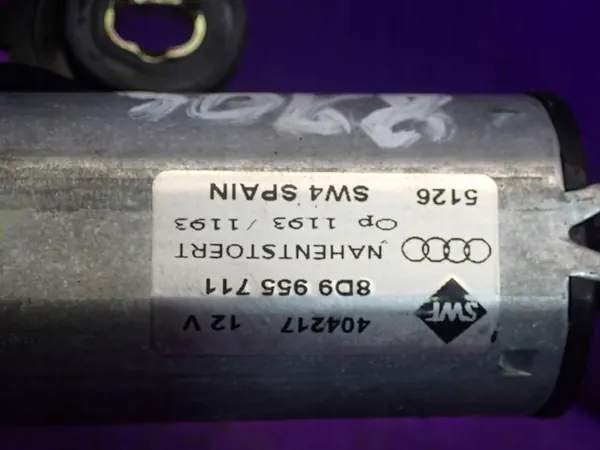 SWF 404217 12 V
8D9 955 711
NAHENTSTOERT
Op 1193 / 1193
5126 SW4 SPAIN